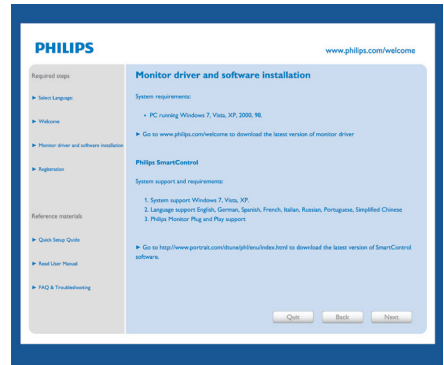 PHILIPS
www.philips.com/welcome
Required steps
► Select Language:
► Welcome
► Monitor driver and software installation
► Registration
Reference materials
► Quick Setup Guide
► Read User Manual
► FAQ & Troubleshooting
Monitor driver and software installation
System requirements:
• PC running Windows 7, Vista, XP, 2000, 98.
► Go to www.philips.com/welcome to download the latest version of monitor driver
Philips SmartControl
System support and requirements:
1. System support Windows 7, Vista, XP.
2. Language support English, German, Spanish, French, Italian, Russian, Portuguese, Simplified Chinese
3. Philips Monitor Plug and Play support
► Go to http://www.portrait.com/dtune/phl/enu/index.html to download the latest version of SmartControl
software.
Quit
Back
Next